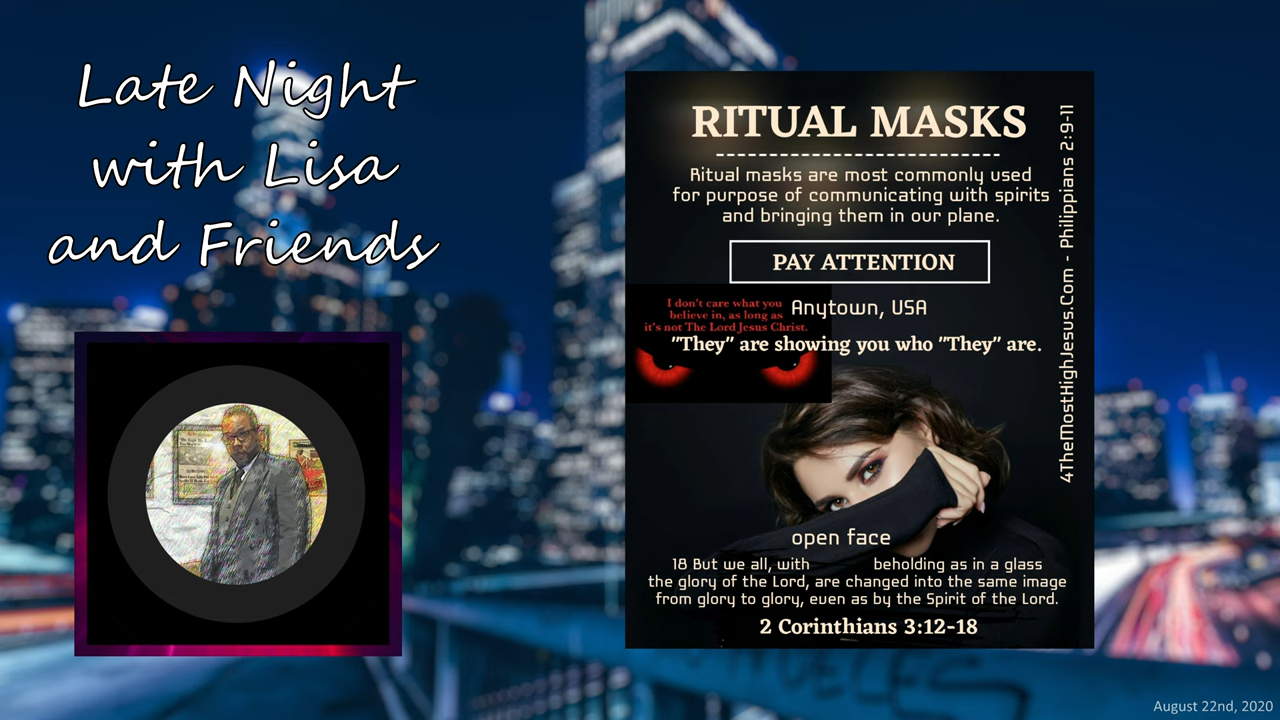 Late Night
with Lisa
and Friends
RITUAL MASKS
Ritual masks are most commonly used
for purpose of communicating with spirits
and bringing them in our plane.
PAY ATTENTION
I don't care what you
believe in, as long as
it's not The Lord Jesus Christ.
Anytown, USA
"They" are showing you who "They" are.
open face
18 But we all, with beholding as in a glass
the glory of the Lord, are changed into the same image
from glory to glory, even as by the Spirit of the Lord.
2 Corinthians 3:12-18
4TheMostHighJesus.Com - Philippians 2:9-11
August 22nd, 2020